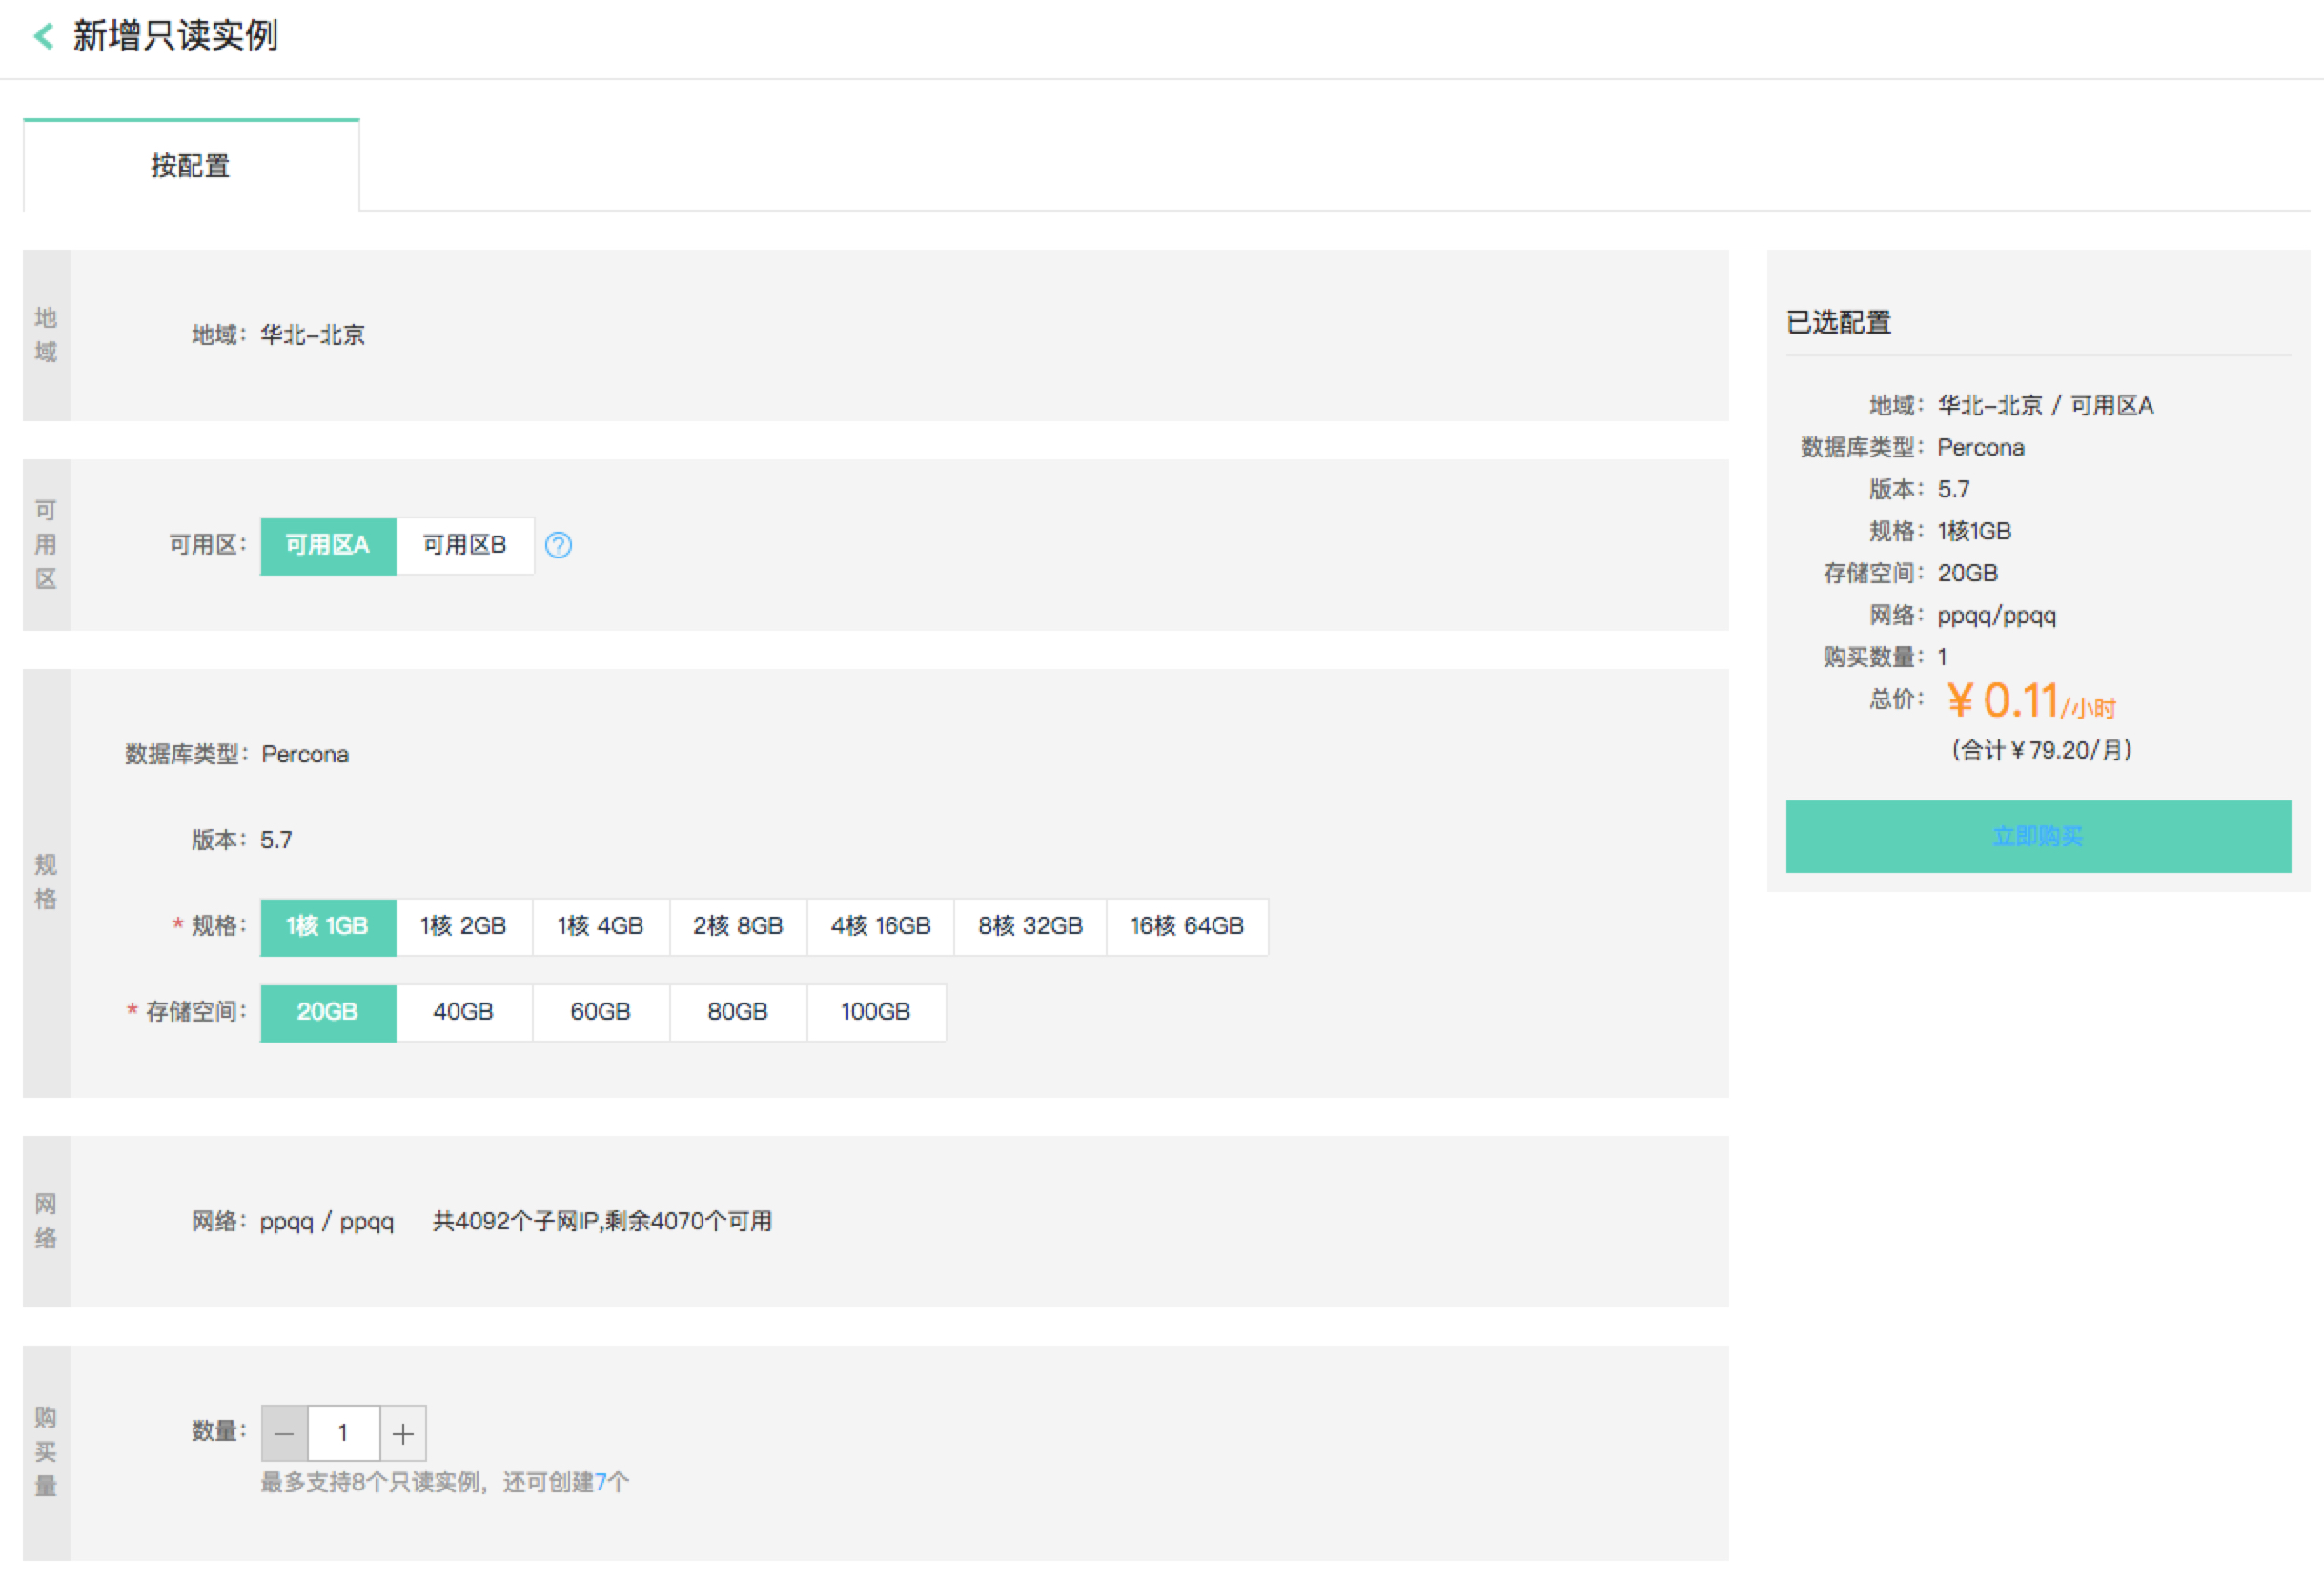 新增只读实例
按配置
地域
地域：华北-北京
可用区
可用区：可用区A 可用区B ?
规格
数据库类型：Percona
版本：5.7
* 规格：1核 1GB 1核 2GB 1核 4GB 2核 8GB 4核 16GB 8核 32GB 16核 64GB
* 存储空间：20GB 40GB 60GB 80GB 100GB
网络
网络：ppqq / ppqq 共4092个子网IP,剩余4070个可用
购买量
数量：— 1 +
最多支持8个只读实例，还可创建7个
已选配置
地域：华北-北京 / 可用区A
数据库类型：Percona
版本：5.7
规格：1核1GB
存储空间：20GB
网络：ppqq/ppqq
购买数量：1
总价：¥ 0.11/小时
(合计 ¥ 79.20/月)
立即购买